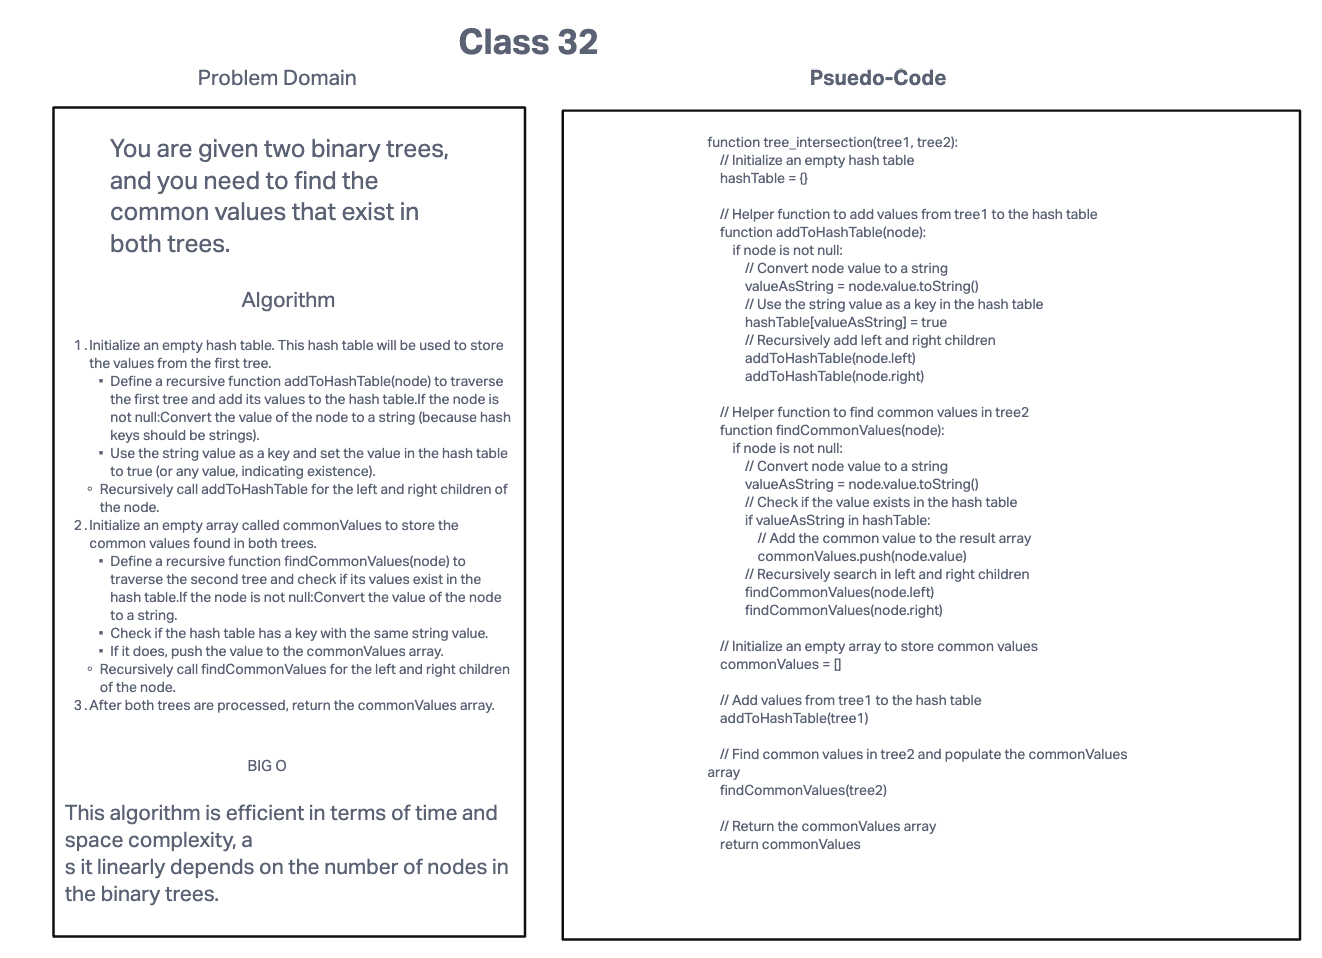 Class 32
Problem Domain
You are given two binary trees,
and you need to find the
common values that exist in
both trees.
Algorithm
1. Initialize an empty hash table. This hash table will be used to store
the values from the first tree.
▪ Define a recursive function addToHashTable(node) to traverse
the first tree and add its values to the hash table.If the node is
not null:Convert the value of the node to a string (because hash
keys should be strings).
▪ Use the string value as a key and set the value in the hash table
to true (or any value, indicating existence).
◦ Recursively call addToHashTable for the left and right children of
the node.
2. Initialize an empty array called commonValues to store the
common values found in both trees.
▪ Define a recursive function findCommonValues(node) to
traverse the second tree and check if its values exist in the
hash table.If the node is not null:Convert the value of the node
to a string.
▪ Check if the hash table has a key with the same string value.
▪ If it does, push the value to the commonValues array.
◦ Recursively call findCommonValues for the left and right children
of the node.
3. After both trees are processed, return the commonValues array.
BIG O
This algorithm is efficient in terms of time and
space complexity, a
s it linearly depends on the number of nodes in
the binary trees.
Psuedo-Code
function tree_intersection(tree1, tree2):
// Initialize an empty hash table
hashTable = {}
// Helper function to add values from tree1 to the hash table
function addToHashTable(node):
if node is not null:
// Convert node value to a string
valueAsString = node.value.toString()
// Use the string value as a key in the hash table
hashTable[valueAsString] = true
// Recursively add left and right children
addToHashTable(node.left)
addToHashTable(node.right)
// Helper function to find common values in tree2
function findCommonValues(node):
if node is not null:
// Convert node value to a string
valueAsString = node.value.toString()
// Check if the value exists in the hash table
if valueAsString in hashTable:
// Add the common value to the result array
commonValues.push(node.value)
// Recursively search in left and right children
findCommonValues(node.left)
findCommonValues(node.right)
// Initialize an empty array to store common values
commonValues = []
// Add values from tree1 to the hash table
addToHashTable(tree1)
// Find common values in tree2 and populate the commonValues
array
findCommonValues(tree2)
// Return the commonValues array
return commonValues